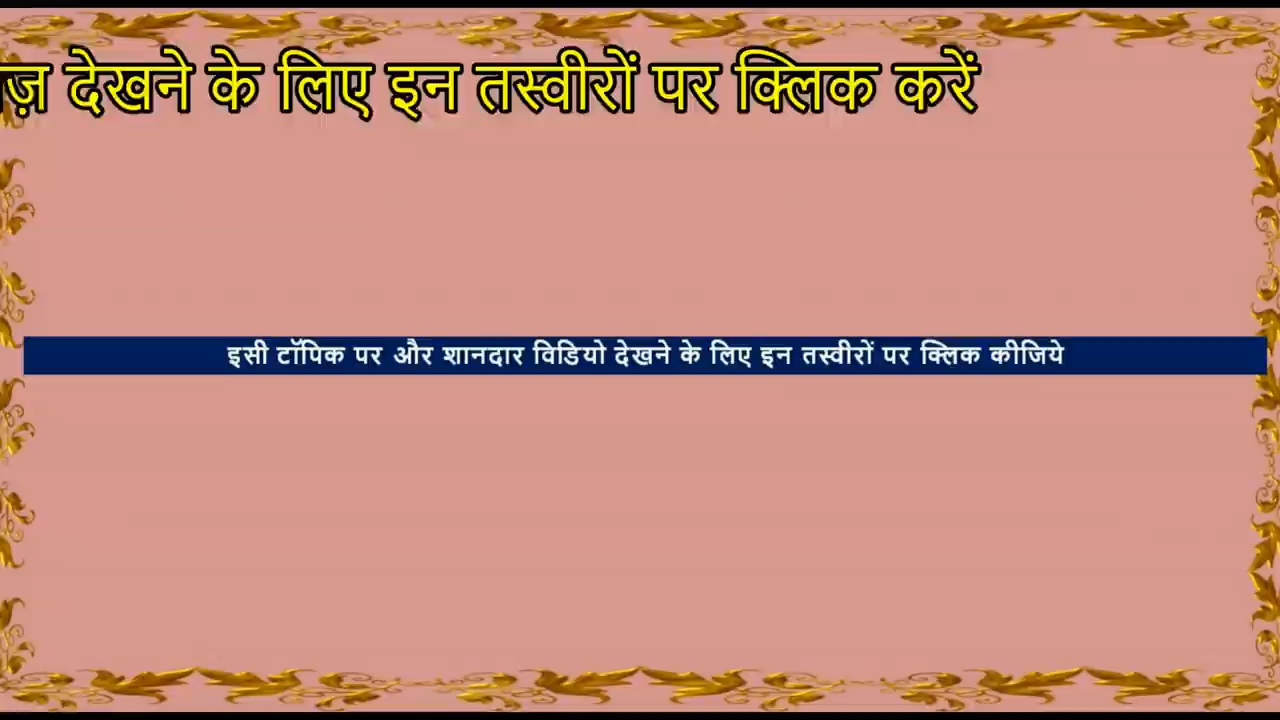 देखने के लिए इन तस्वीरों पर क्लिक करें
इसी टॉपिक पर और शानदार विडियो देखने के लिए इन तस्वीरों पर क्लिक कीजिये